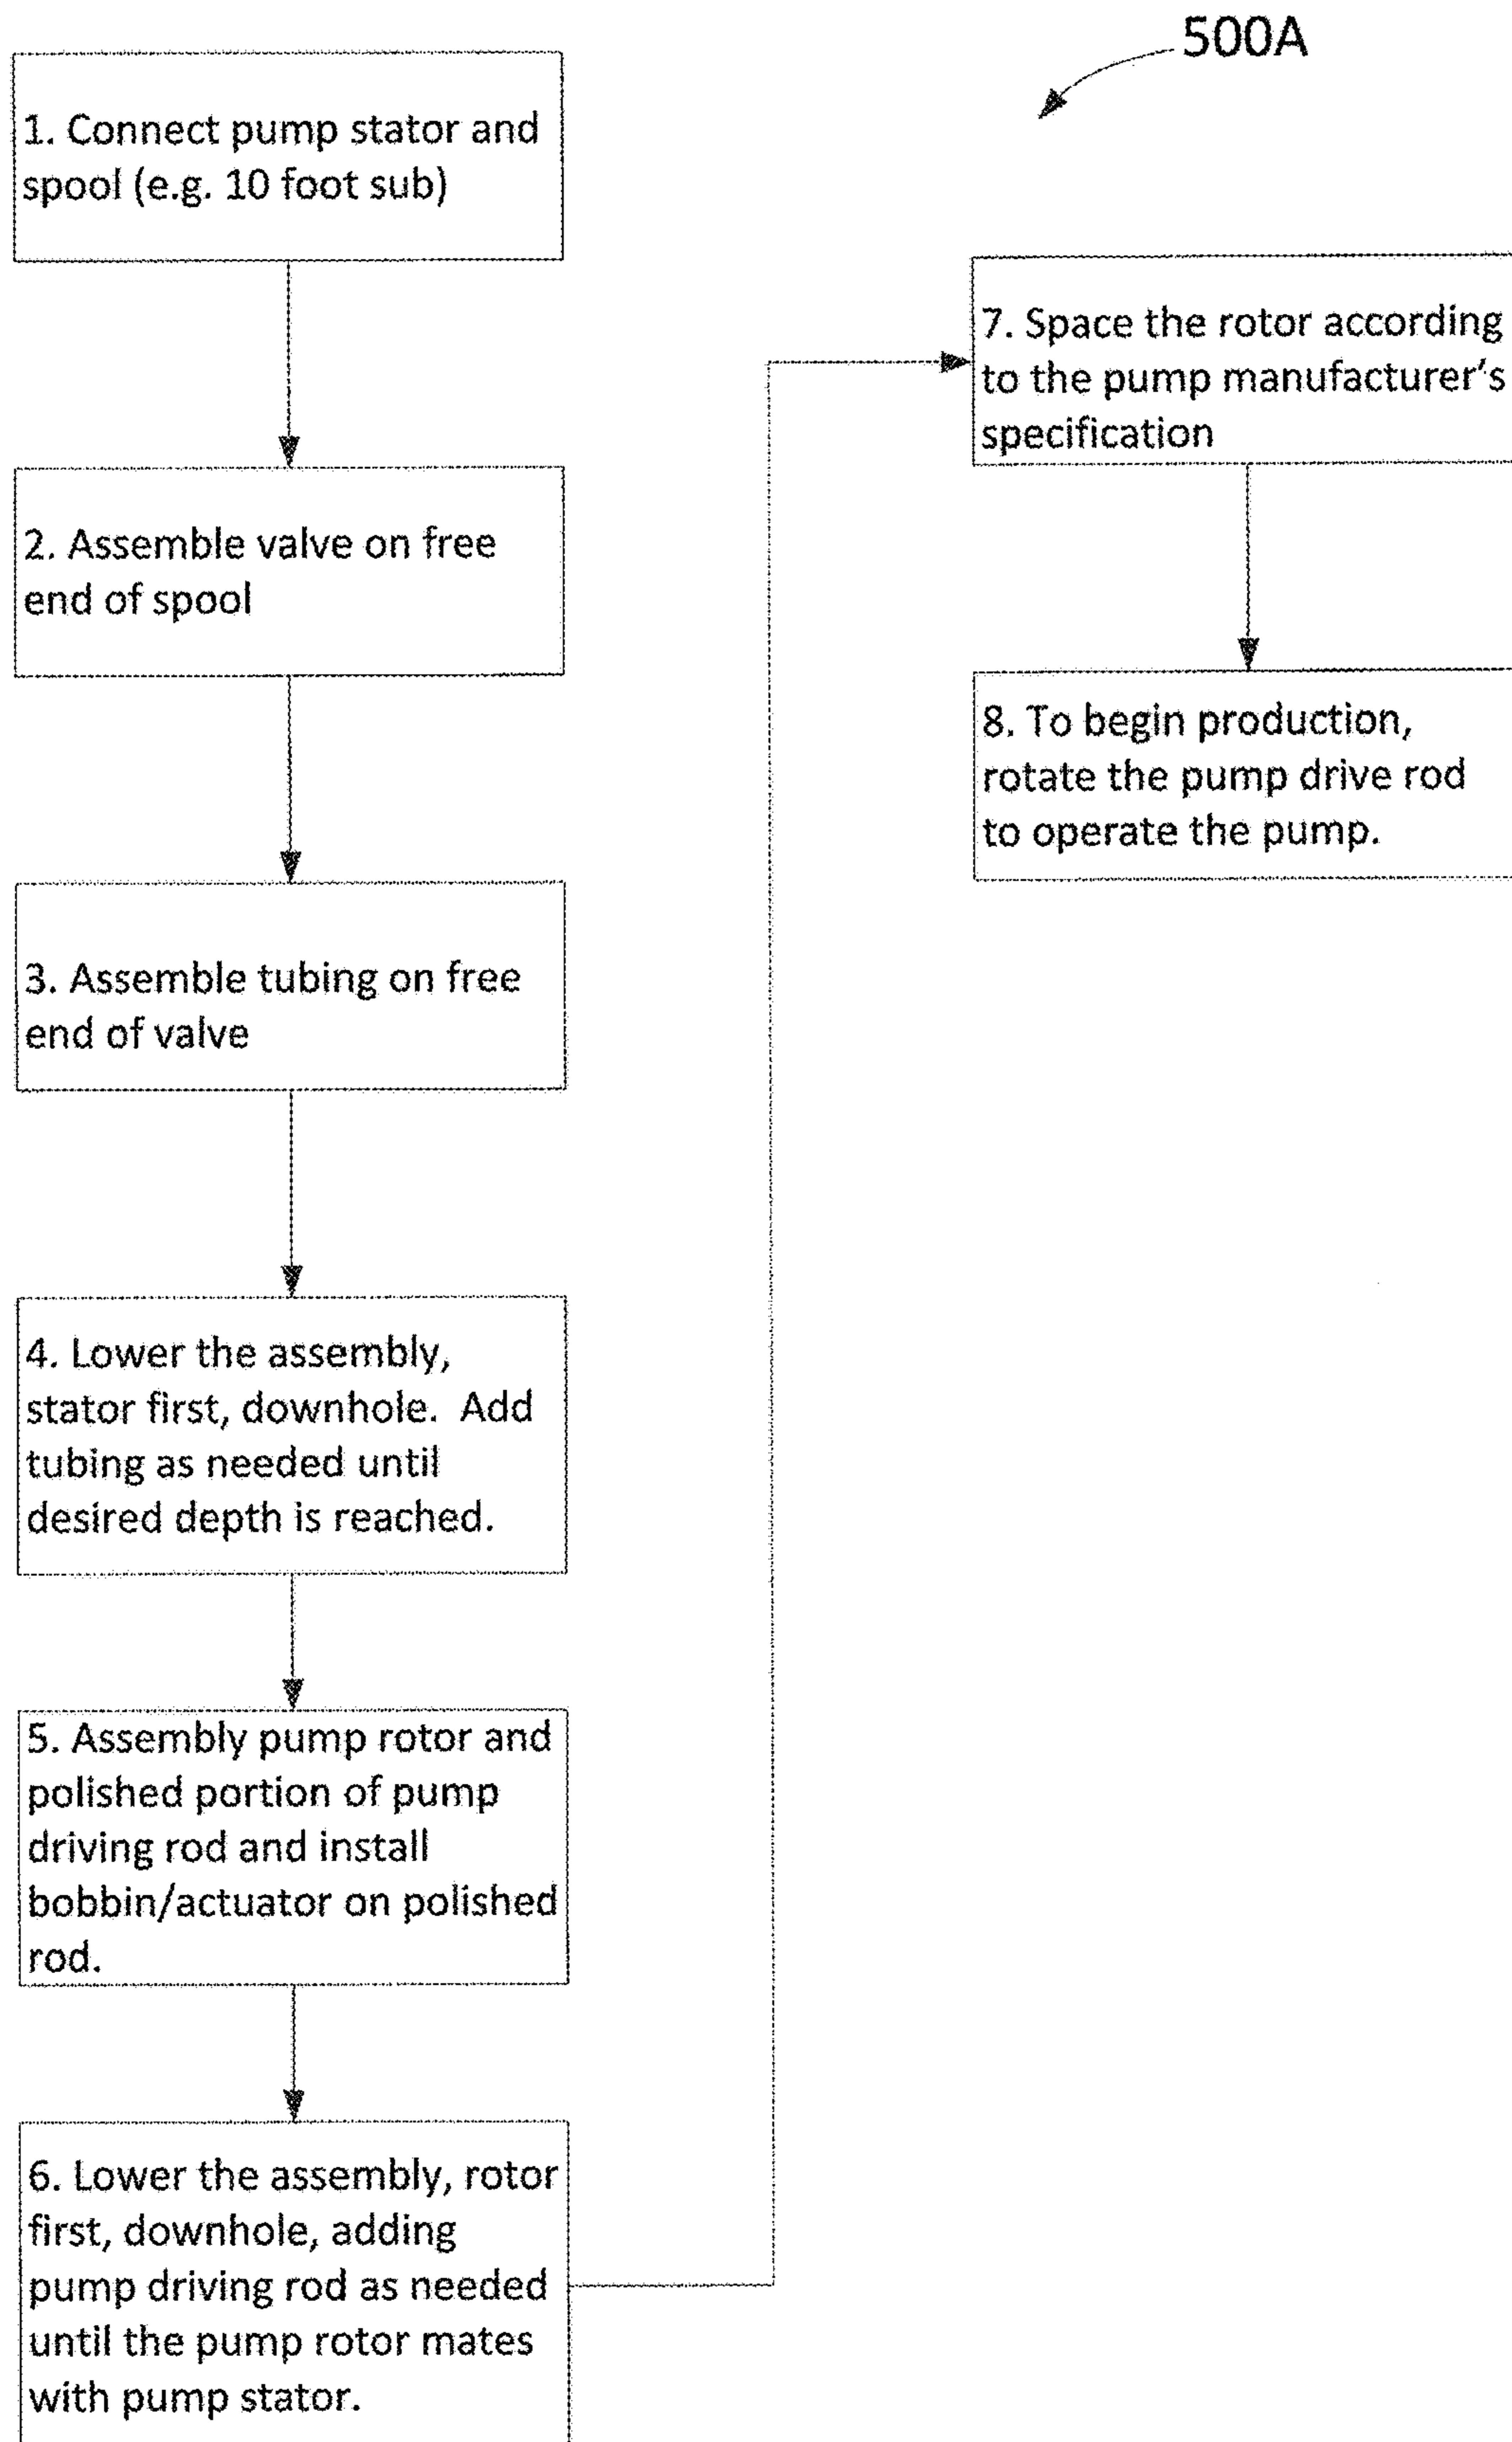 500A
1. Connect pump stator and
spool (e.g. 10 foot sub)
2. Assemble valve on free
end of spool
3. Assemble tubing on free
end of valve
4. Lower the assembly,
stator first, downhole.  Add
tubing as needed until
desired depth is reached.
5. Assembly pump rotor and
polished portion of pump
driving rod and install
bobbin/actuator on polished
rod.
6. Lower the assembly, rotor
first, downhole, adding
pump driving rod as needed
until the pump rotor mates
with pump stator.
7. Space the rotor according
to the pump manufacturer's
specification
8. To begin production,
rotate the pump drive rod
to operate the pump.